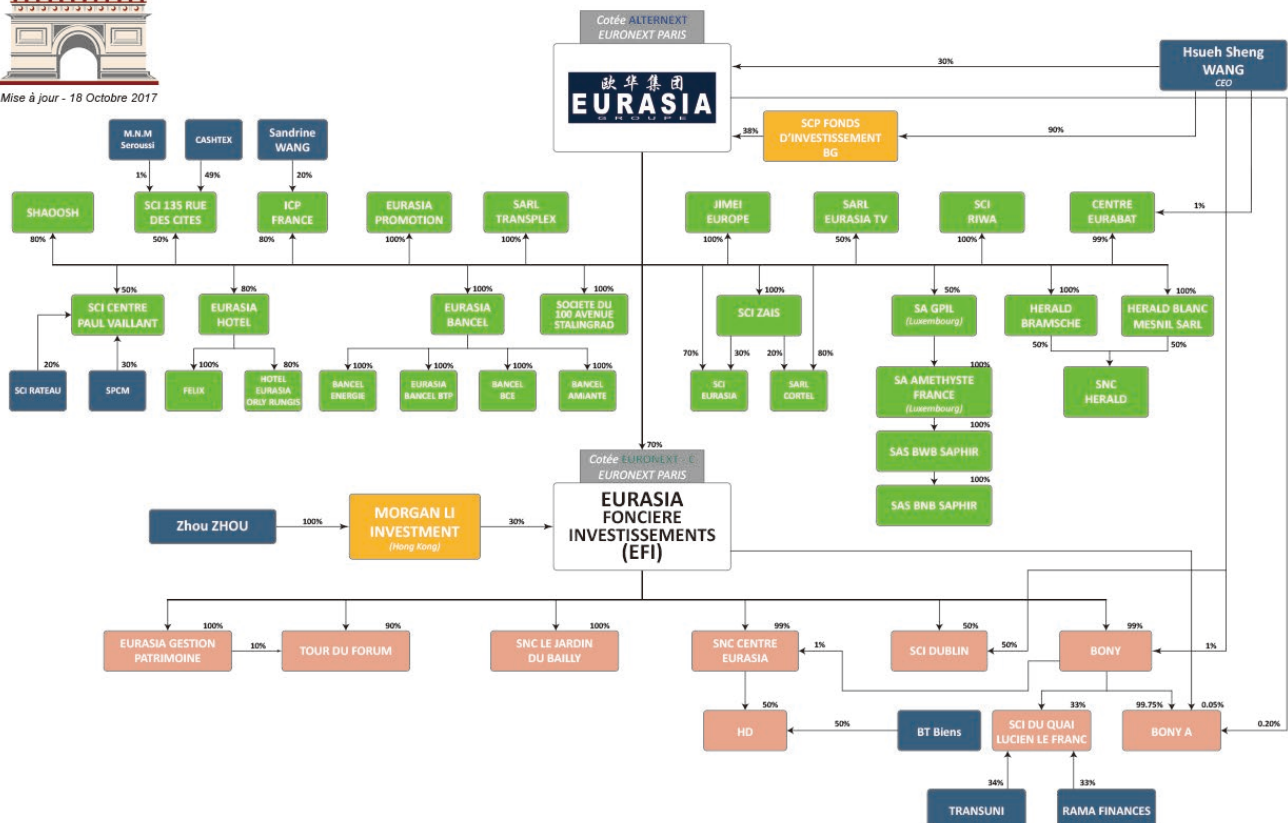 Mise à jour - 18 Octobre 2017
Cotée ALTERNEXT
EURONEXT PARIS
欧华集团
EURASIA
GROUPE
Hsueh Sheng
WANG
CEO
30%
SCP FONDS
D'INVESTISSEMENT
BG
38%
90%
M.N.M
Seroussi
CASHTEX
Sandrine
WANG
1%
49%
20%
1%
SHAOOSH
SCI 135 RUE
DES CITES
ICP
FRANCE
EURASIA
PROMOTION
SARL
TRANSPLEX
JIMEI
EUROPE
SARL
EURASIA TV
SCI
RIWA
CENTRE
EURABAT
80%
50%
80%
100%
100%
100%
50%
100%
99%
50%
80%
100%
100%
100%
50%
100%
100%
SCI CENTRE
PAUL VAILLANT
EURASIA
HOTEL
EURASIA
BANCEL
SOCIETE DU
100 AVENUE
STALINGRAD
SCI ZAIS
SA GPIL
(Luxembourg)
HERALD
BRAMSCHE
HERALD BLANC
MESNIL SARL
50%
50%
20%
30%
100%
80%
100%
100%
100%
100%
70%
30%
20%
80%
100%
SCI RATEAU
SPCM
FELIX
HOTEL
EURASIA
ORLY RUNGIS
BANCEL
ENERGIE
EURASIA
BANCEL BTP
BANCEL
BCE
BANCEL
AMIANTE
SCI
EURASIA
SARL
CORTEL
SA AMETHYSTE
FRANCE
(Luxembourg)
SNC
HERALD
100%
SAS BWB SAPHIR
100%
SAS BNB SAPHIR
70%
Cotée EURONEXT - C
EURONEXT PARIS
EURASIA
FONCIERE
INVESTISSEMENTS
(EFI)
Zhou ZHOU
100%
MORGAN LI
INVESTMENT
(Hong Kong)
30%
100%
90%
100%
99%
50%
99%
EURASIA GESTION
PATRIMOINE
10%
TOUR DU FORUM
SNC LE JARDIN
DU BAILLY
SNC CENTRE
EURASIA
1%
SCI DUBLIN
50%
BONY
1%
50%
33%
99.75%
0.05%
HD
50%
BT Biens
SCI DU QUAI
LUCIEN LE FRANC
BONY A
0.20%
34%
33%
TRANSUNI
RAMA FINANCES